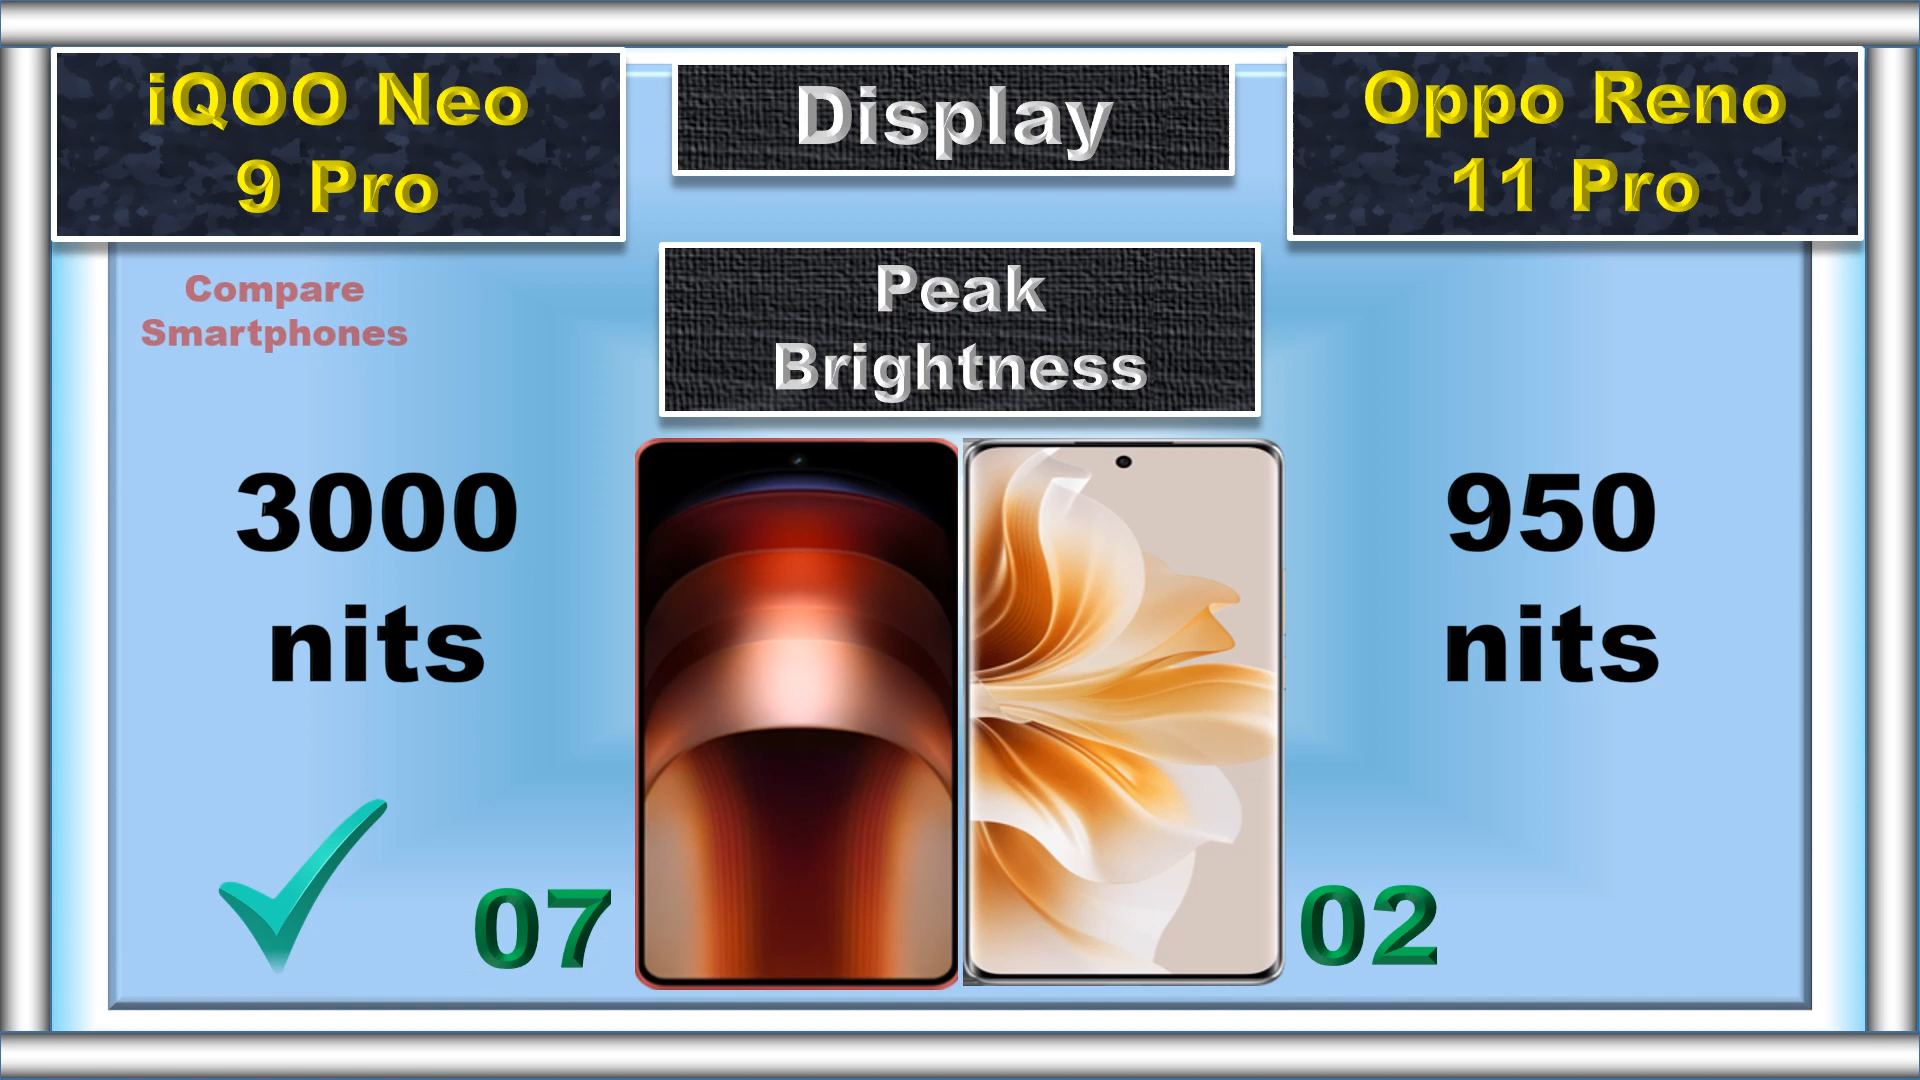 iQOO Neo
9 Pro
Display
Oppo Reno
11 Pro
Compare
Smartphones
Peak
Brightness
3000
nits
950
nits
07
02